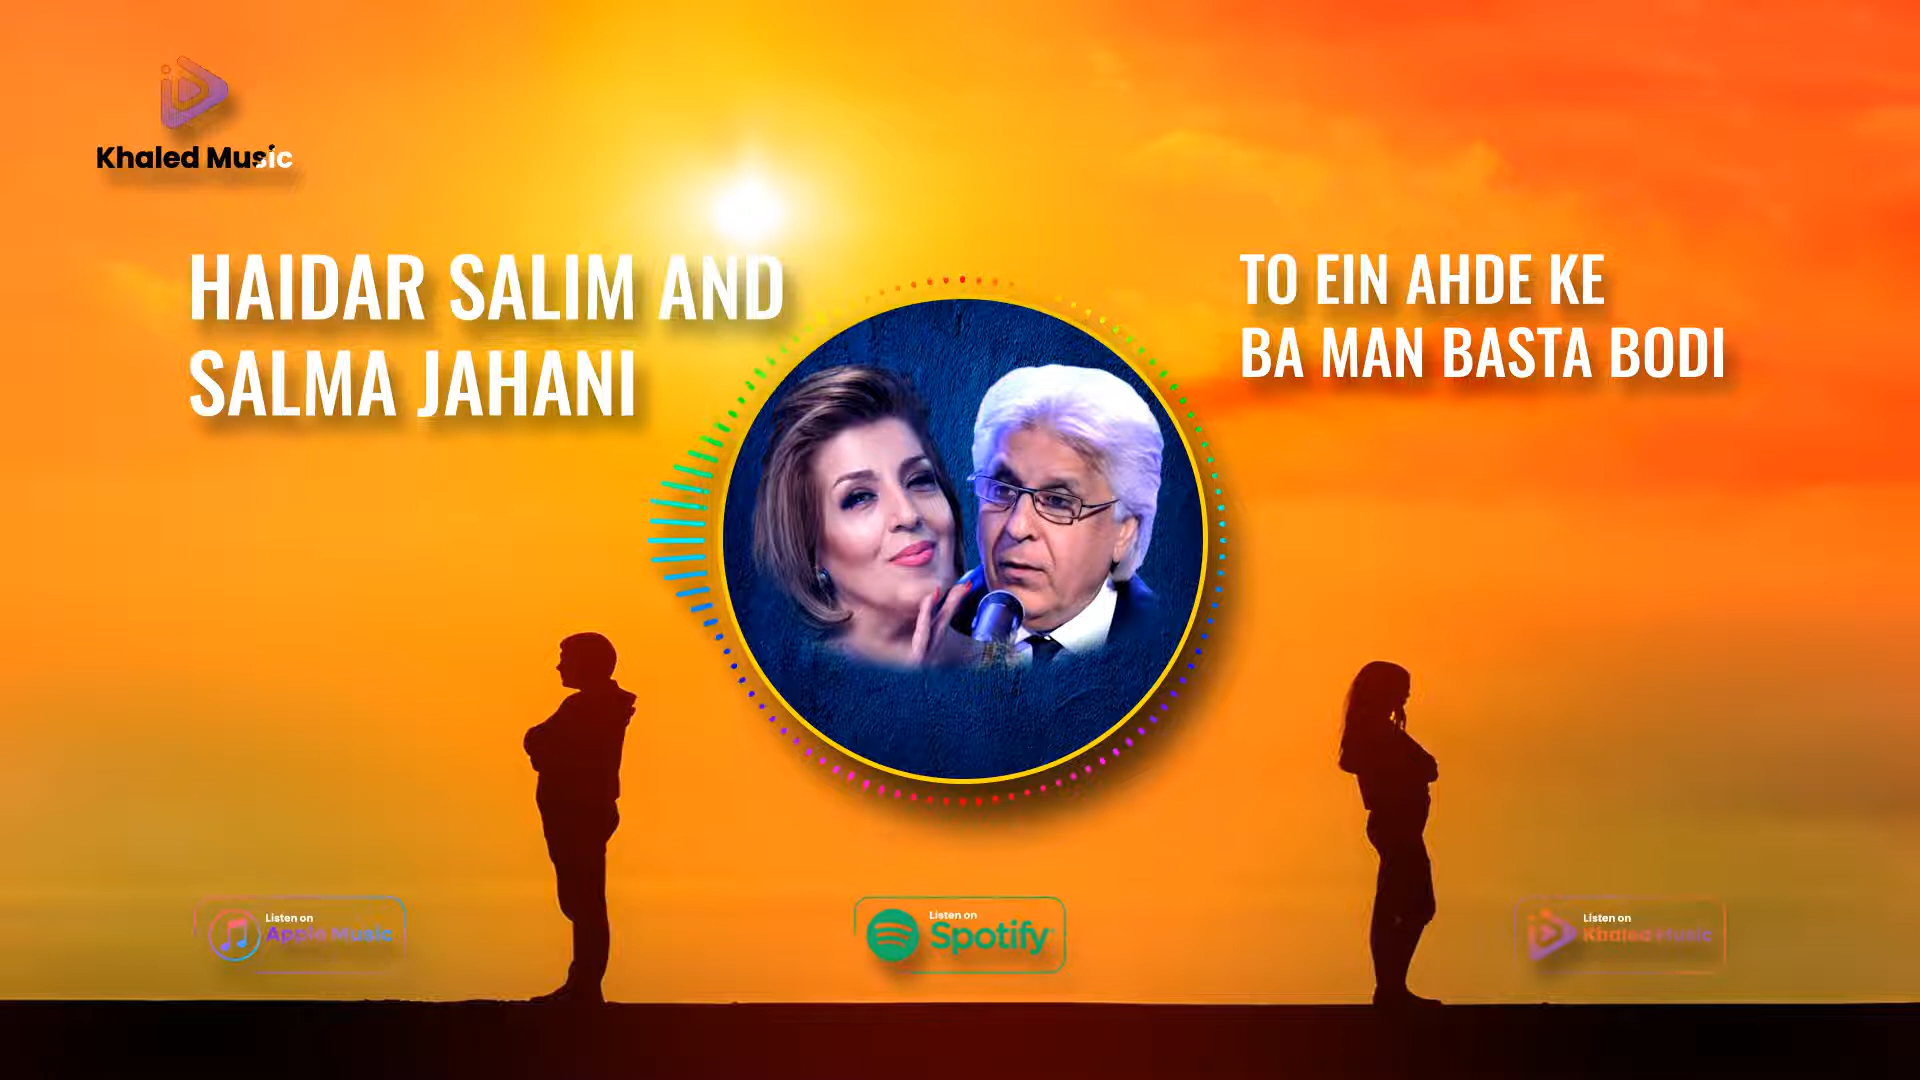 Khaled Music
HAIDAR SALIM AND
SALMA JAHANI
TO EIN AHDE KE
BA MAN BASTA BODI
Listen on
Apple Music
Listen on
Spotify
Listen on
Khaled Music